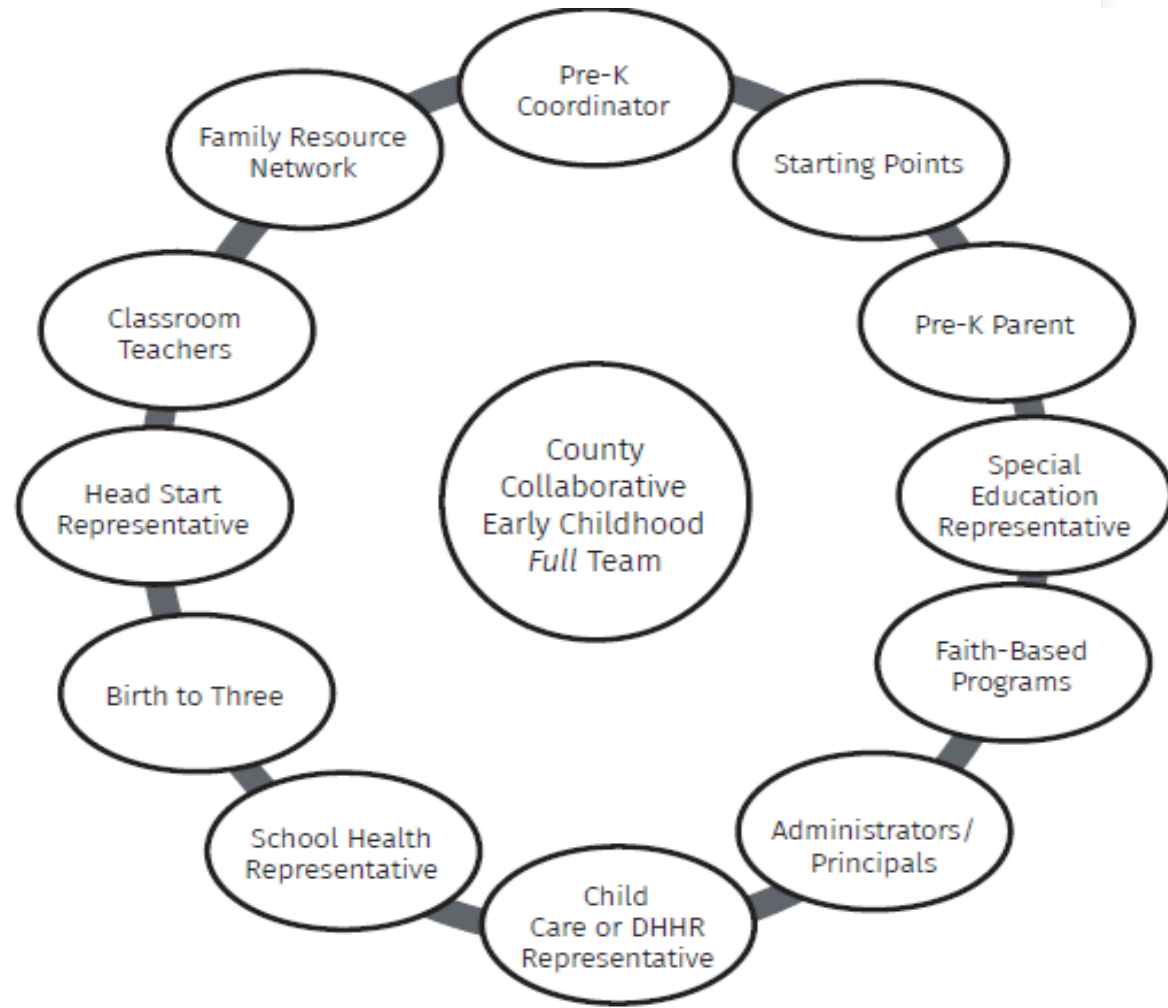 Pre-K
Coordinator
Starting Points
Pre-K Parent
Special
Education
Representative
Faith-Based
Programs
Administrators/
Principals
Child
Care or DHHR
Representative
School Health
Representative
Birth to Three
Head Start
Representative
Classroom
Teachers
Family Resource
Network
County
Collaborative
Early Childhood
Full Team